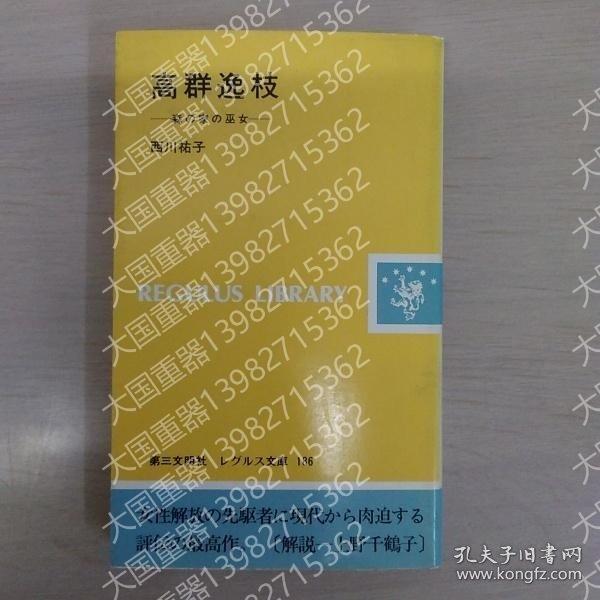 高群逸枝
―森の家の巫女―
西川祐子
REGULUS LIBRARY
第三文明社 レグルス文庫 186
女性解放の先駆者に現代から肉迫する
評伝の最高作。〔解説―上野千鶴子〕
大国重器13982715362
孔夫子旧书网
www.kongfz.com